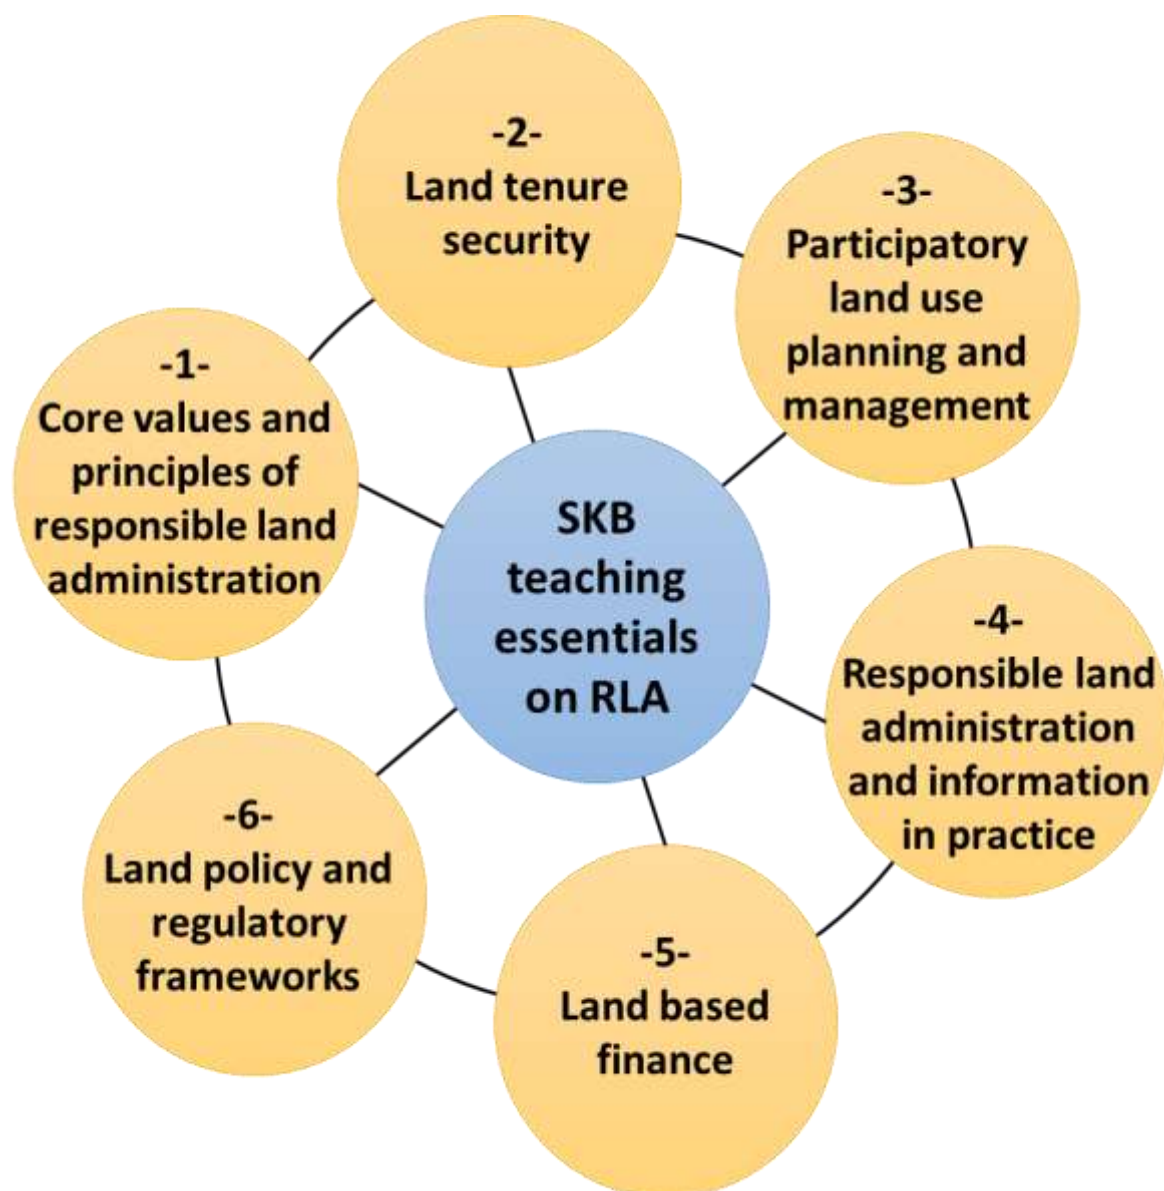 -1-
Core values and
principles of
responsible land
administration
-2-
Land tenure
security
-3-
Participatory
land use
planning and
management
-4-
Responsible land
administration
and information
in practice
-5-
Land based
finance
-6-
Land policy and
regulatory
frameworks
SKB
teaching
essentials
on RLA